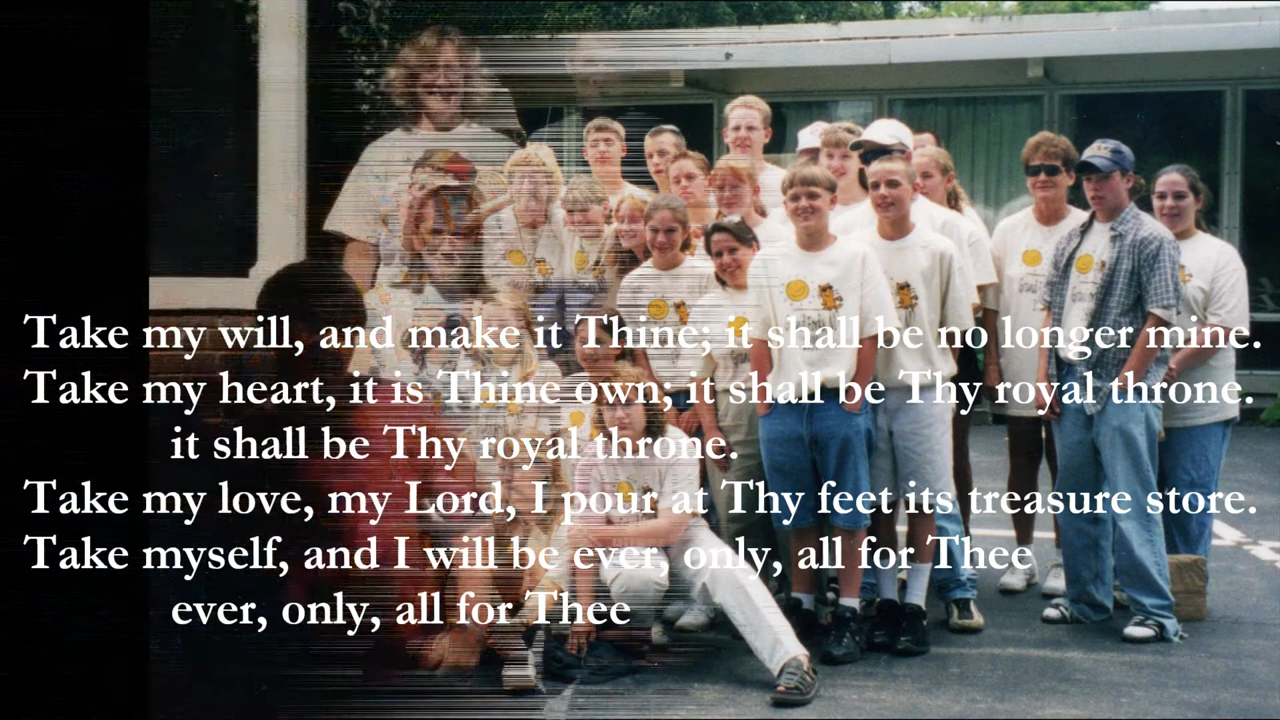 Take my will, and make it Thine; it shall be no longer mine.
Take my heart, it is Thine own; it shall be Thy royal throne.
it shall be Thy royal throne.
Take my love, my Lord, I pour at Thy feet its treasure store.
Take myself, and I will be ever, only, all for Thee
ever, only, all for Thee